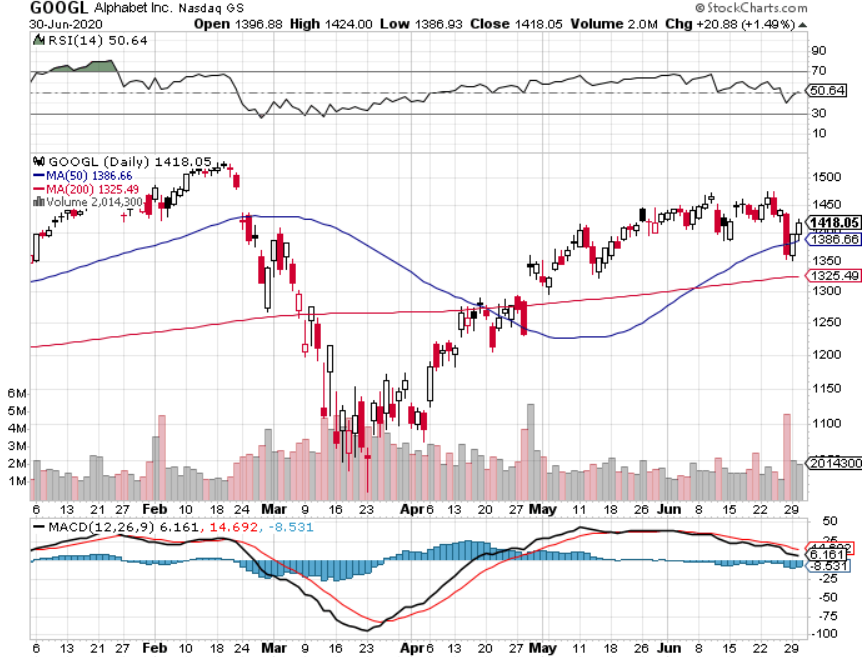 GOOGL Alphabet Inc. Nasdaq GS
© StockCharts.com
30-Jun-2020
Open 1396.88 High 1424.00 Low 1386.93 Close 1418.05 Volume 2.0M Chg +20.88 (+1.49%)
RSI(14) 50.64
90
70
50.64
30
10
GOOGL (Daily) 1418.05
MA(50) 1386.66
MA(200) 1325.49
Volume 2,014,300
1500
1450
1418.05
1386.66
1350
1325.49
1300
1250
1200
1150
1100
6M
5M
4M
3M
2M
1M
2014300
6 13 21 27 Feb 10 18 24 Mar 9 16 23 Apr 6 13 20 27 May 11 18 26 Jun 8 15 22 29
MACD(12,26,9) 6.161, 14.692, -8.531
50
14.692
6.161
-8.531
-25
-50
-75
-100
6 13 21 27 Feb 10 18 24 Mar 9 16 23 Apr 6 13 20 27 May 11 18 26 Jun 8 15 22 29